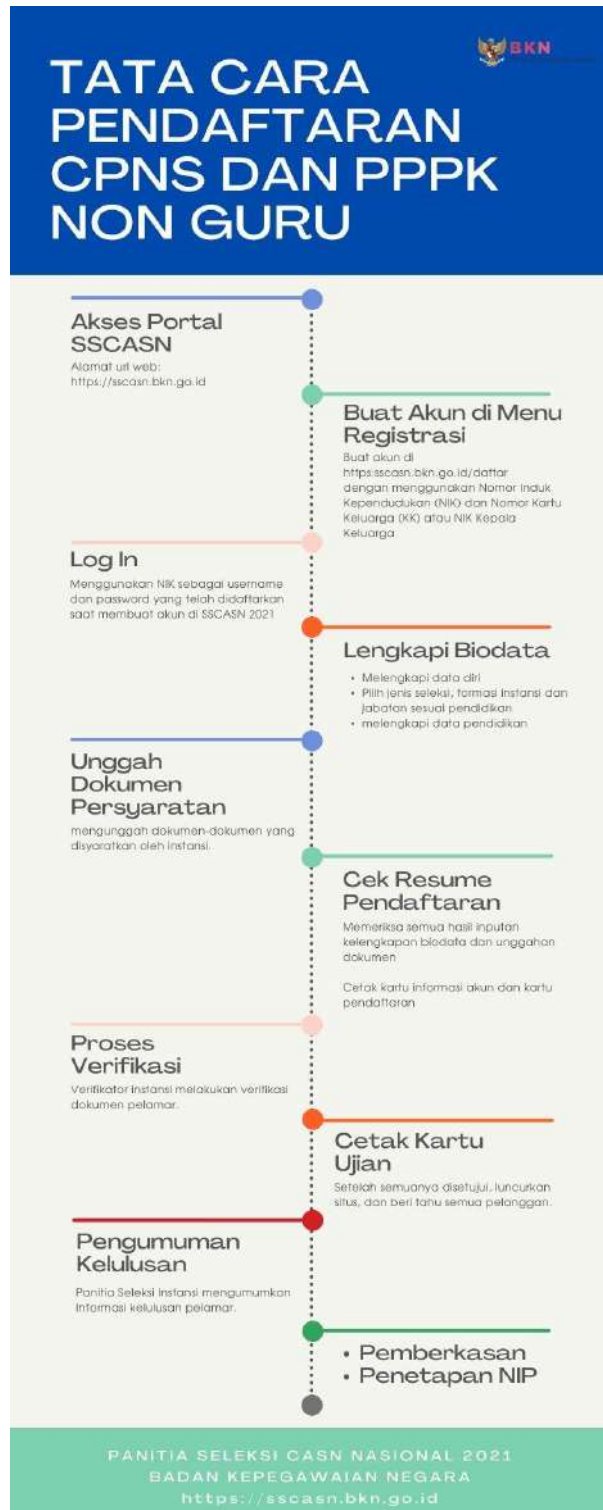 BKN
TATA CARA
PENDAFTARAN
CPNS DAN PPPK
NON GURU
Akses Portal
SSCASN
Alamat url web:
https://sscasn.bkn.go.id
Buat Akun di Menu
Registrasi
Buat akun di
https:sscasn.bkn.go.id/daftar
dengan menggunakan Nomor Induk
Kependudukan (NIK) dan Nomor Kartu
Keluarga (KK) atau NIK Kepala
Keluarga
Log In
Menggunakan NIK sebagai username
dan password yang telah didaftarkan
saat membuat akun di SSCASN 2021
Lengkapi Biodata
• Melengkapi data diri
• Pilih jenis seleksi, formasi Instansi dan
jabatan sesuai pendidikan
• melengkapi data pendidikan
Unggah
Dokumen
Persyaratan
mengunggah dokumen-dokumen yang
disyaratkan oleh instansi.
Cek Resume
Pendaftaran
Memeriksa semua hasil inputan
kelengkapan biodata dan unggahan
dokumen
Cetak kartu informasi akun dan kartu
pendaftaran
Proses
Verifikasi
Verifikator instansi melakukan verifikasi
dokumen pelamar.
Cetak Kartu
Ujian
Setelah semuanya disetujui, luncurkan
situs, dan beri tahu semua pelanggan.
Pengumuman
Kelulusan
Panitia Seleksi Instansi mengumumkan
informasi kelulusan pelamar.
• Pemberkasan
• Penetapan NIP
PANITIA SELEKSI CASN NASIONAL 2021
BADAN KEPEGAWAIAN NEGARA
https://sscasn.bkn.go.id